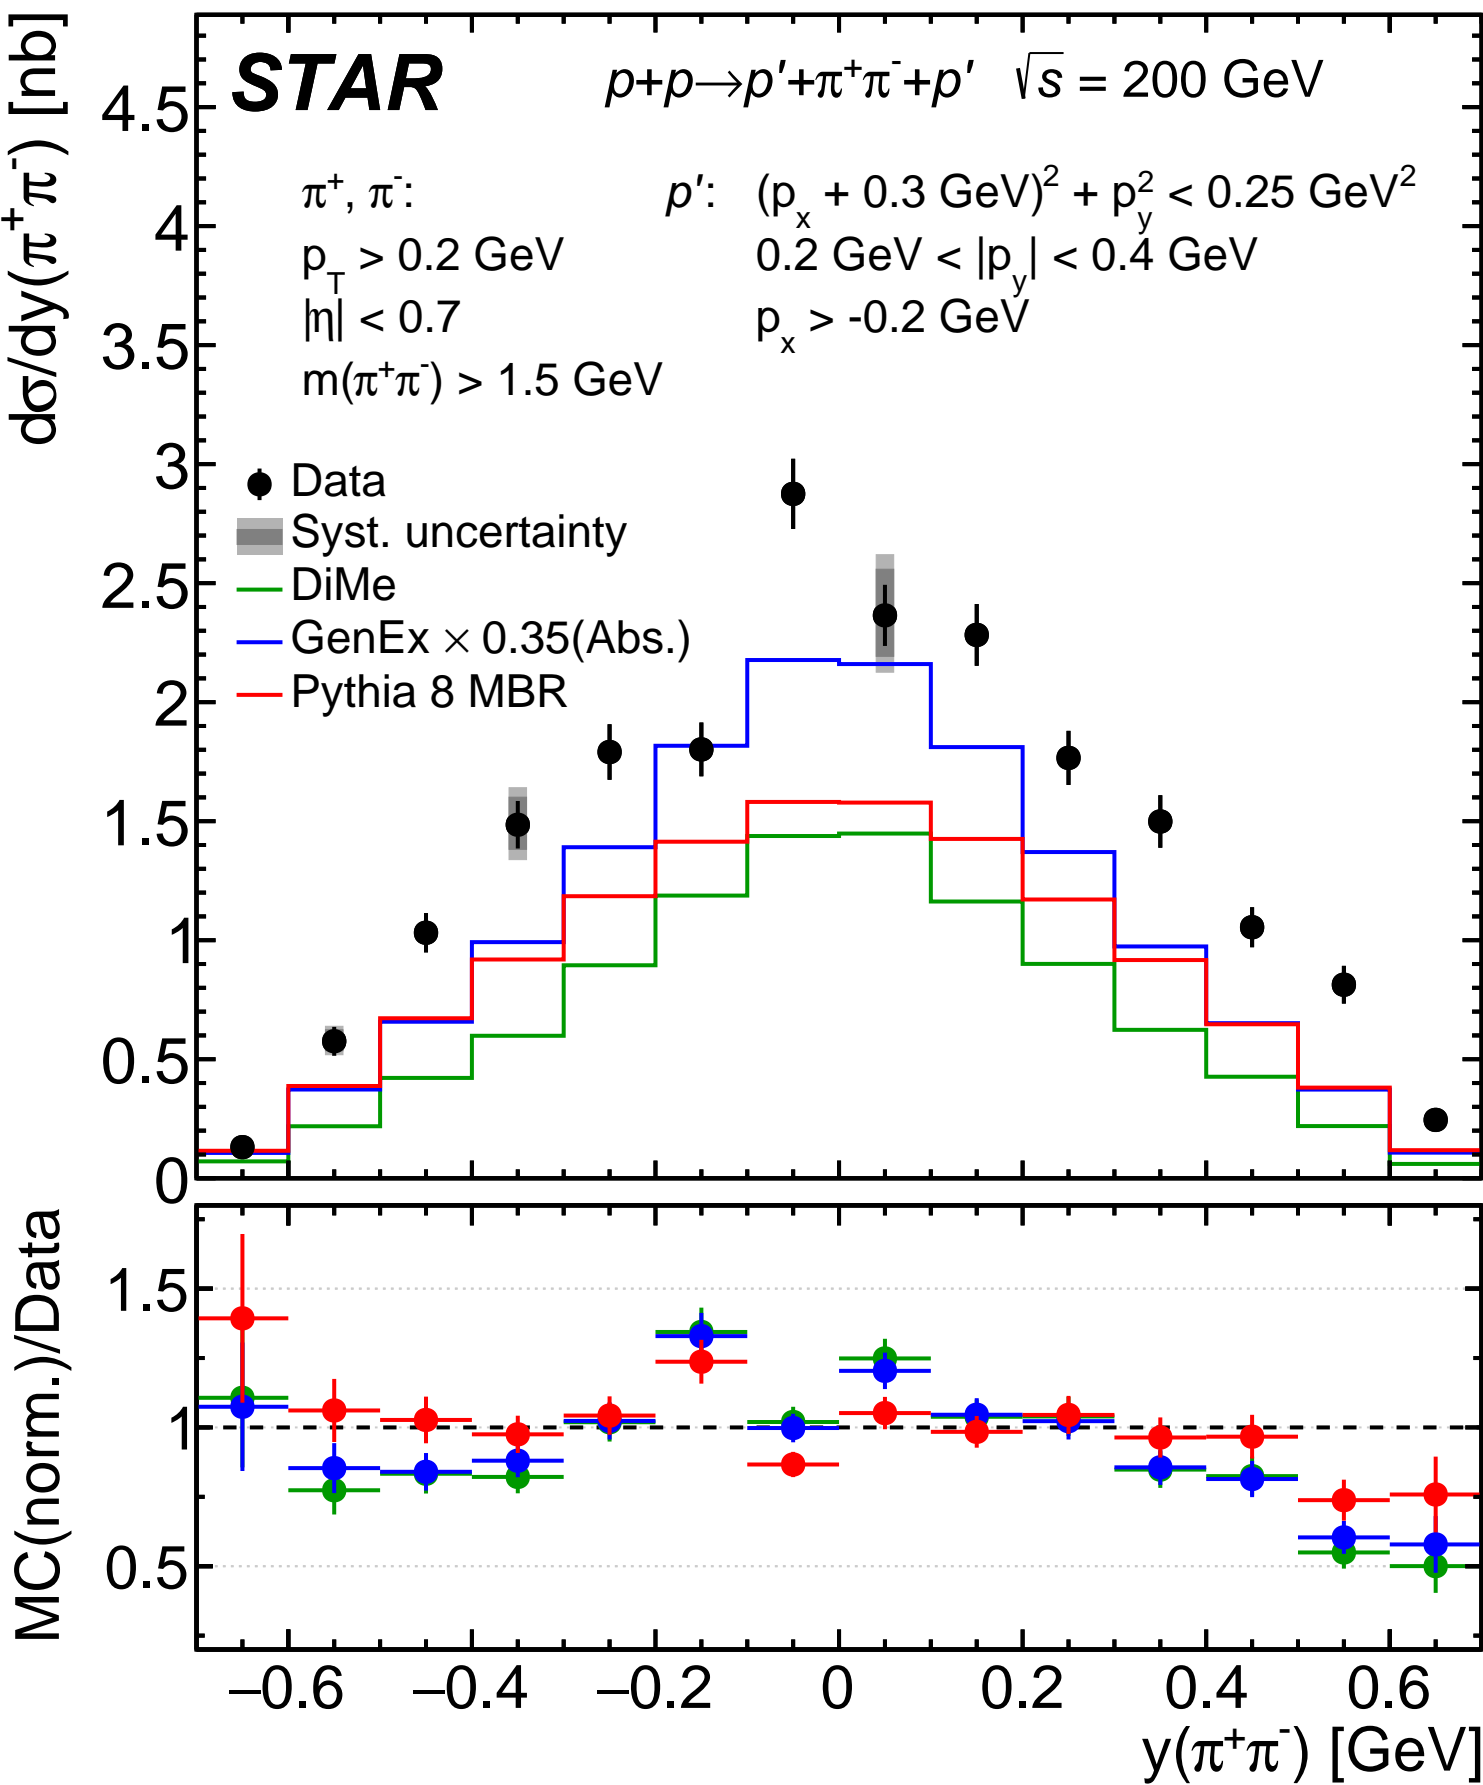 dσ/dy(π⁺π⁻) [nb]
STAR p+p→p′+π⁺π⁻+p′ √s = 200 GeV
π⁺, π⁻: p′: (pₓ + 0.3 GeV)² + p_y² < 0.25 GeV²
p_T > 0.2 GeV 0.2 GeV < |p_y| < 0.4 GeV
|η| < 0.7 pₓ > -0.2 GeV
m(π⁺π⁻) > 1.5 GeV
Data
Syst. uncertainty
DiMe
GenEx × 0.35(Abs.)
Pythia 8 MBR
4.5
4
3.5
3
2.5
2
1.5
1
0.5
0
MC(norm.)/Data
1.5
1
0.5
−0.6 −0.4 −0.2 0 0.2 0.4 0.6
y(π⁺π⁻) [GeV]